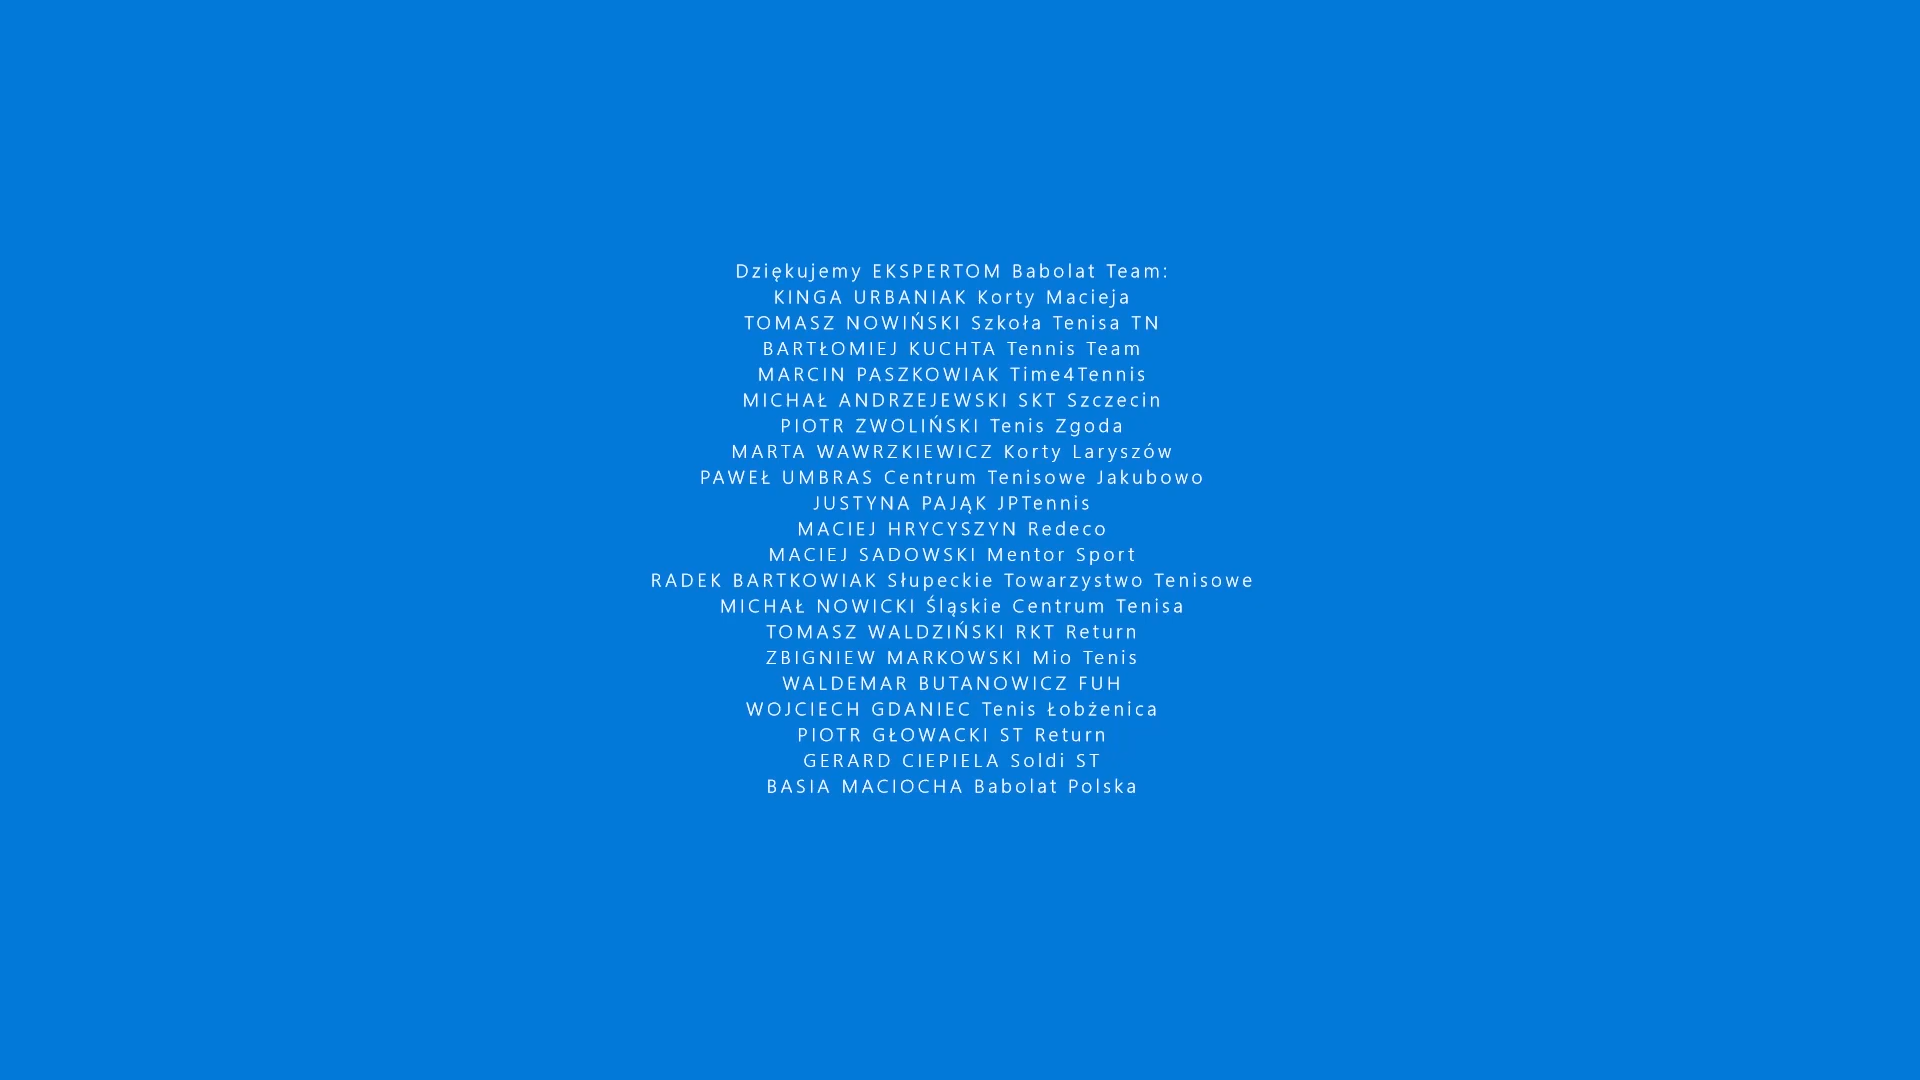 Dziękujemy EKSPERTOM Babolat Team:
KINGA URBANIAK Korty Macieja
TOMASZ NOWIŃSKI Szkoła Tenisa TN
BARTŁOMIEJ KUCHTA Tennis Team
MARCIN PASZKOWIAK Time4Tennis
MICHAŁ ANDRZEJEWSKI SKT Szczecin
PIOTR ZWOLIŃSKI Tenis Zgoda
MARTA WAWRZKIEWICZ Korty Laryszów
PAWEŁ UMBRAS Centrum Tenisowe Jakubowo
JUSTYNA PAJĄK JPTennis
MACIEJ HRYCYSZYN Redeco
MACIEJ SADOWSKI Mentor Sport
RADEK BARTKOWIAK Słupeckie Towarzystwo Tenisowe
MICHAŁ NOWICKI Śląskie Centrum Tenisa
TOMASZ WALDZIŃSKI RKT Return
ZBIGNIEW MARKOWSKI Mio Tenis
WALDEMAR BUTANOWICZ FUH
WOJCIECH GDANIEC Tenis Łobżenica
PIOTR GŁOWACKI ST Return
GERARD CIEPIELA Soldi ST
BASIA MACIOCHA Babolat Polska